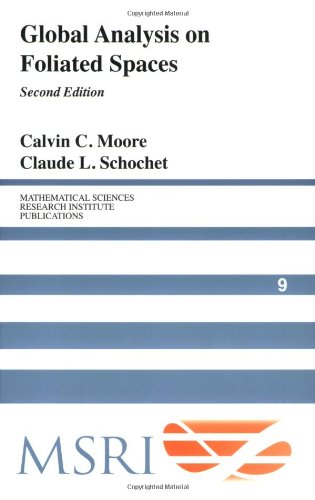 Global Analysis on
Foliated Spaces
Second Edition
Calvin C. Moore
Claude L. Schochet
MATHEMATICAL SCIENCES
RESEARCH INSTITUTE
PUBLICATIONS
9
MSRI